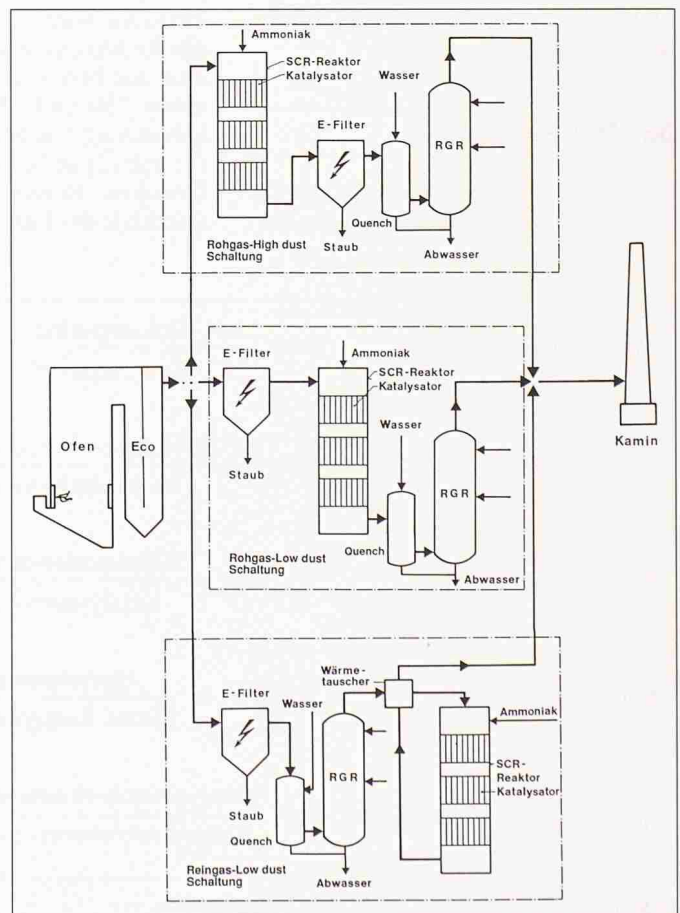 Ammoniak
SCR-Reaktor
Katalysator
Wasser
E-Filter
RGR
Quench
Staub
Abwasser
Rohgas-High dust
Schaltung
E-Filter
Ammoniak
SCR-Reaktor
Katalysator
Wasser
Ofen
Eco
Staub
RGR
Kamin
Quench
Abwasser
Rohgas-Low dust
Schaltung
Wärme-
tauscher
E-Filter
Wasser
Ammoniak
RGR
SCR-
Reaktor
Katalysator
Staub
Quench
Abwasser
Reingas-Low dust
Schaltung